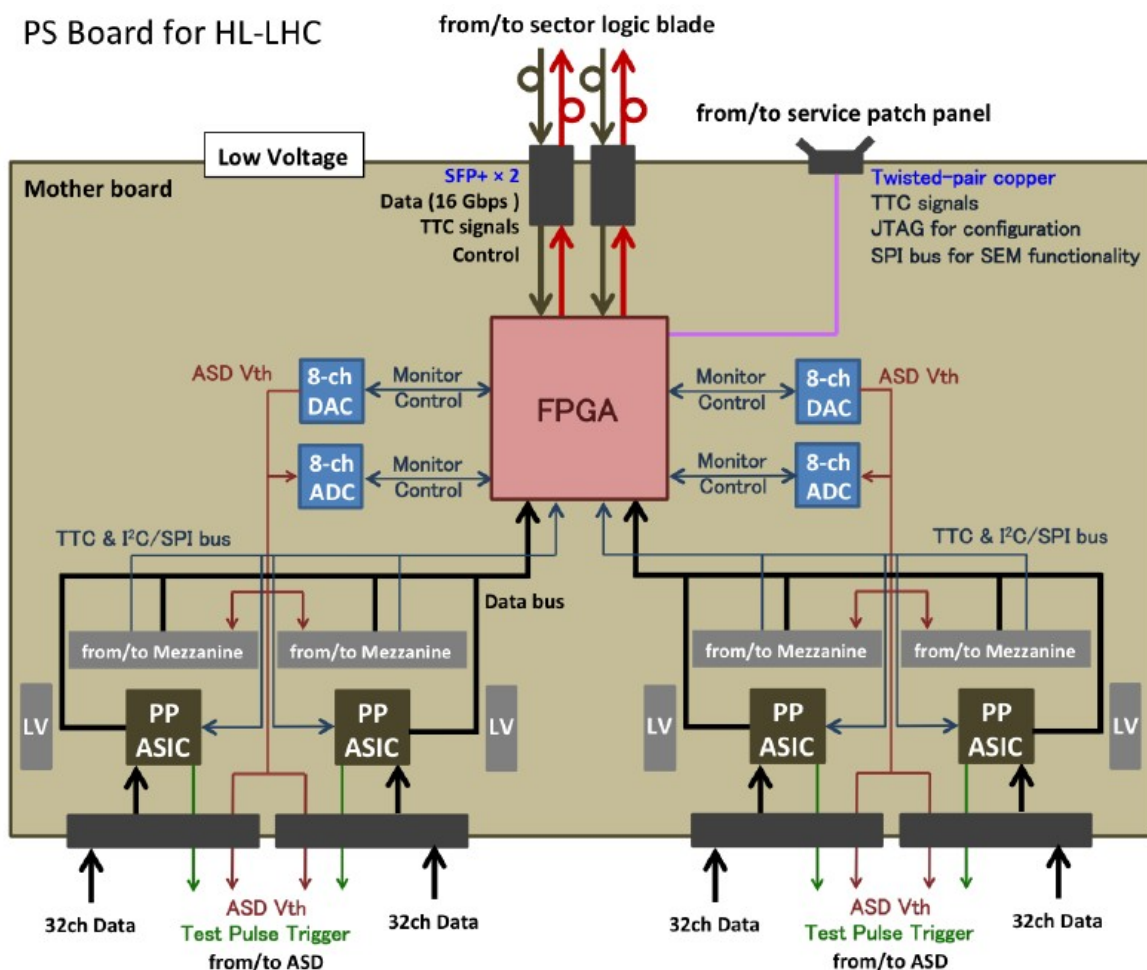 PS Board for HL-LHC
from/to sector logic blade
from/to service patch panel
Low Voltage
Mother board
SFP+ × 2
Data (16 Gbps )
TTC signals
Control
Twisted-pair copper
TTC signals
JTAG for configuration
SPI bus for SEM functionality
ASD Vth
8-ch
DAC
Monitor
Control
FPGA
Monitor
Control
8-ch
DAC
ASD Vth
8-ch
ADC
Monitor
Control
Monitor
Control
8-ch
ADC
TTC & I²C/SPI bus
TTC & I²C/SPI bus
Data bus
from/to Mezzanine
from/to Mezzanine
from/to Mezzanine
from/to Mezzanine
LV
PP
ASIC
PP
ASIC
LV
LV
PP
ASIC
PP
ASIC
LV
32ch Data
ASD Vth
Test Pulse Trigger
from/to ASD
32ch Data
32ch Data
ASD Vth
Test Pulse Trigger
from/to ASD
32ch Data